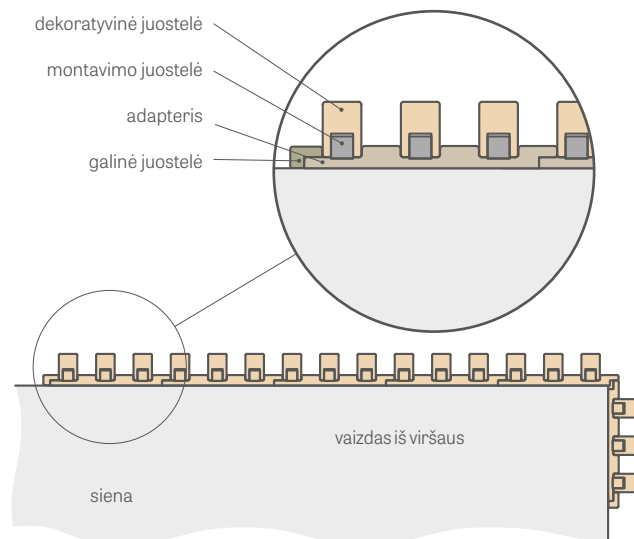 dekoratyvinė juostelė
montavimo juostelė
adapteris
galinė juostelė
vaizdas iš viršaus
siena